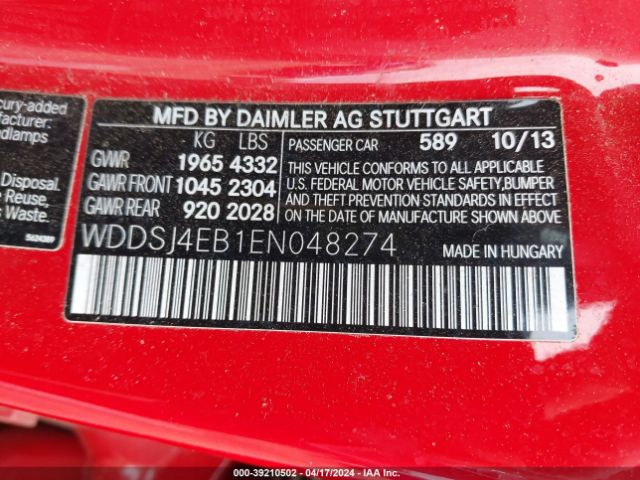 cury-added
facturer:
adlamps
Disposal.
Reuse,
s Waste.
MFD BY DAIMLER AG STUTTGART
KG LBS
GVWR 1965 4332
GAWR FRONT 1045 2304
GAWR REAR 920 2028
PASSENGER CAR 589 10/13
THIS VEHICLE CONFORMS TO ALL APPLICABLE
U.S. FEDERAL MOTOR VEHICLE SAFETY, BUMPER
AND THEFT PREVENTION STANDARDS IN EFFECT
ON THE DATE OF MANUFACTURE SHOWN ABOVE.
WDDSJ4EB1EN048274
MADE IN HUNGARY
000-39210502 - 04/17/2024 - IAA Inc.